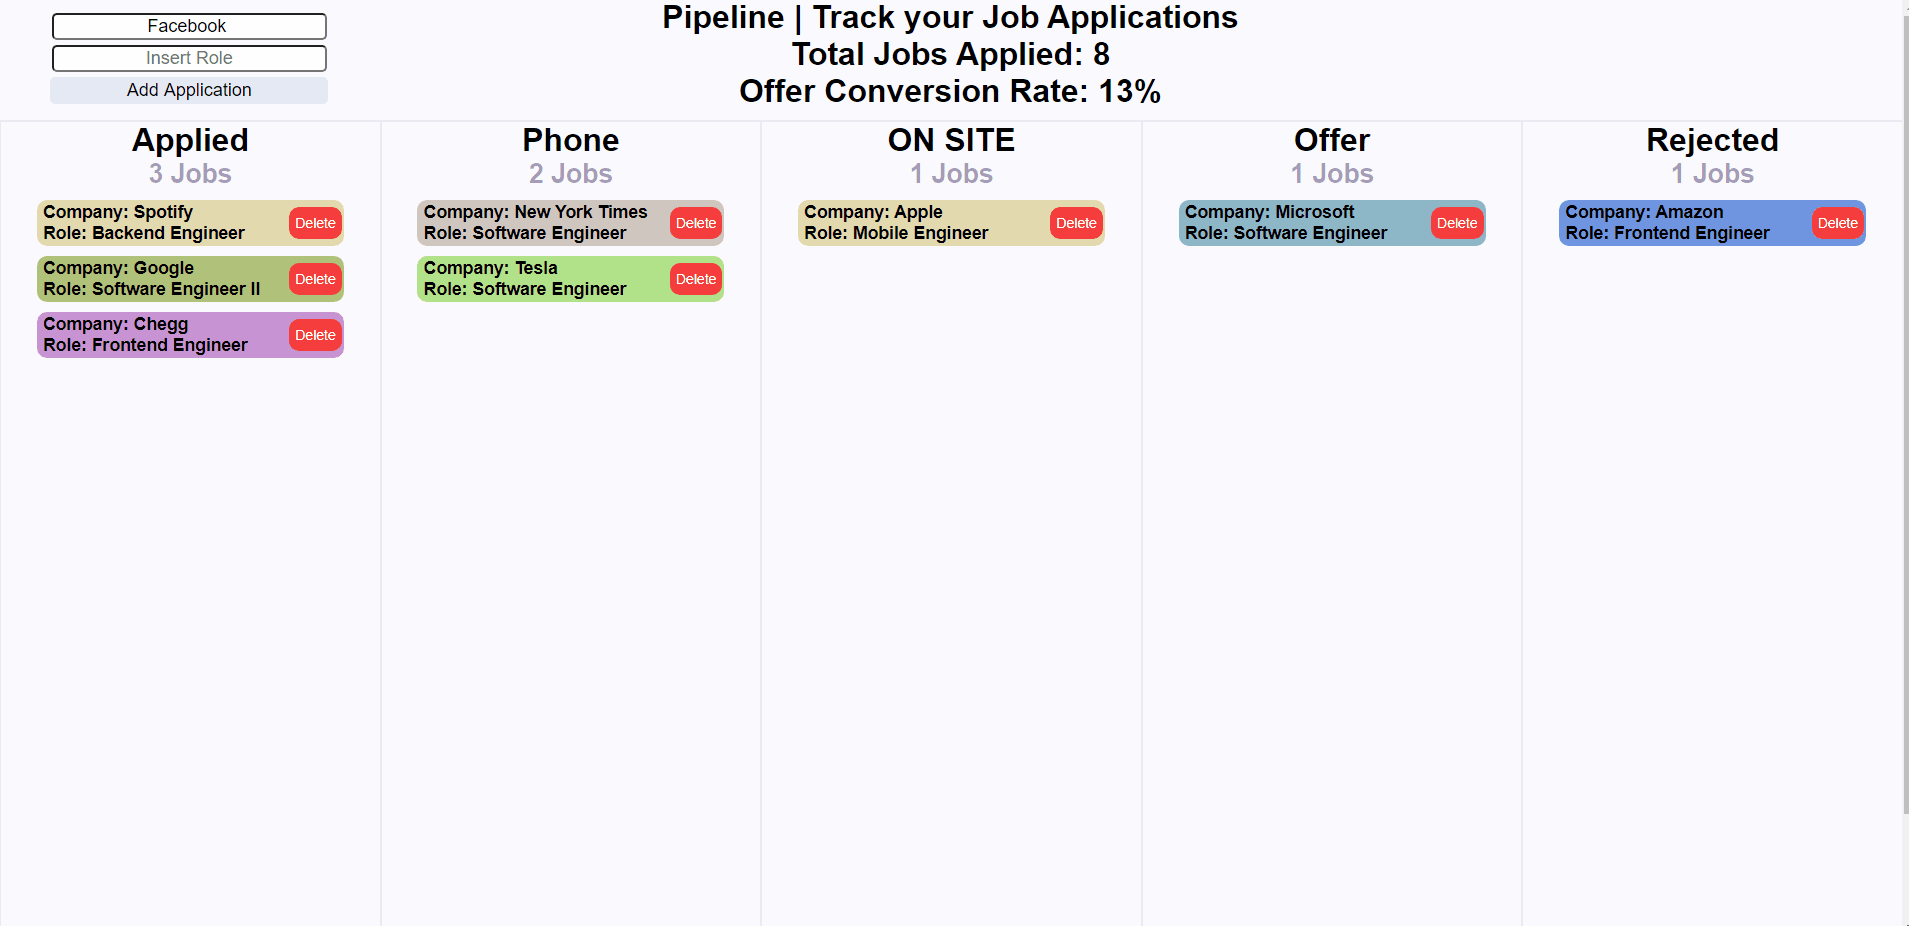 Facebook
Insert Role
Add Application
Pipeline | Track your Job Applications
Total Jobs Applied: 8
Offer Conversion Rate: 13%
Applied
3 Jobs
Company: Spotify
Role: Backend Engineer
Delete
Company: Google
Role: Software Engineer II
Delete
Company: Chegg
Role: Frontend Engineer
Delete
Phone
2 Jobs
Company: New York Times
Role: Software Engineer
Delete
Company: Tesla
Role: Software Engineer
Delete
ON SITE
1 Jobs
Company: Apple
Role: Mobile Engineer
Delete
Offer
1 Jobs
Company: Microsoft
Role: Software Engineer
Delete
Rejected
1 Jobs
Company: Amazon
Role: Frontend Engineer
Delete